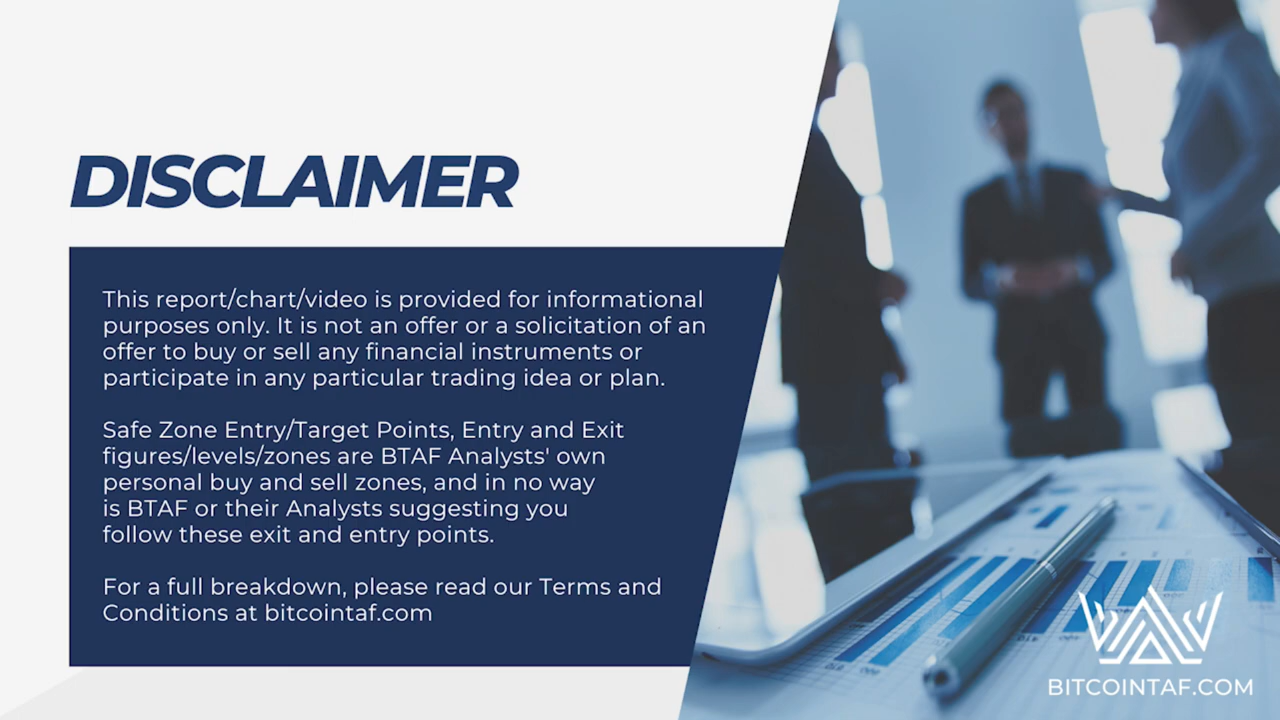 DISCLAIMER
This report/chart/video is provided for informational
purposes only. It is not an offer or a solicitation of an
offer to buy or sell any financial instruments or
participate in any particular trading idea or plan.
Safe Zone Entry/Target Points, Entry and Exit
figures/levels/zones are BTAF Analysts' own
personal buy and sell zones, and in no way
is BTAF or their Analysts suggesting you
follow these exit and entry points.
For a full breakdown, please read our Terms and
Conditions at bitcointaf.com
BITCOINTAF.COM